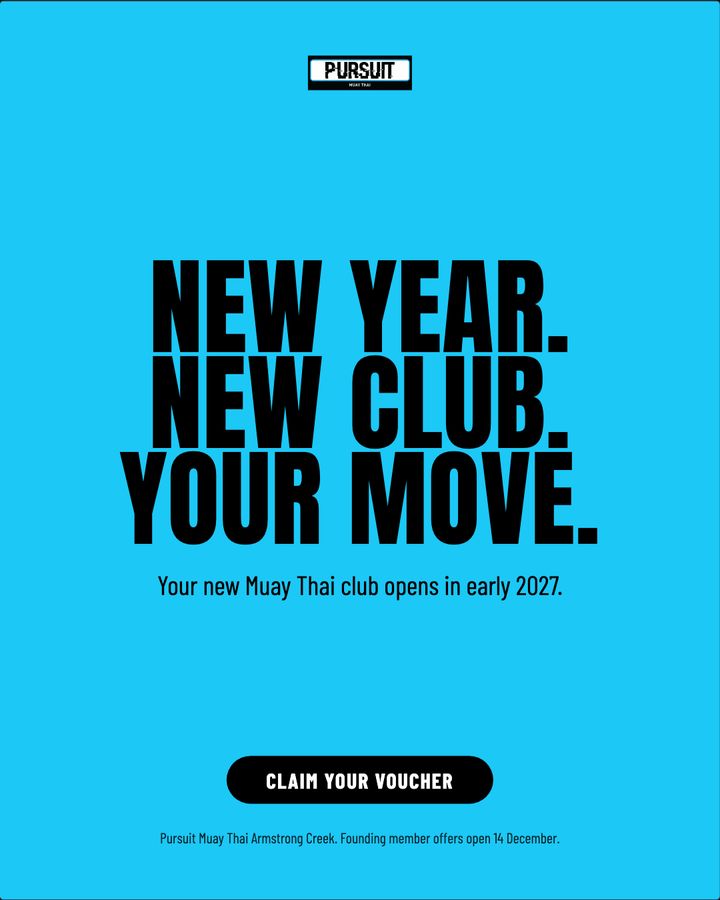 PURSUIT
MUAY THAI
NEW YEAR.
NEW CLUB.
YOUR MOVE.
Your new Muay Thai club opens in early 2027.
CLAIM YOUR VOUCHER
Pursuit Muay Thai Armstrong Creek. Founding member offers open 14 December.